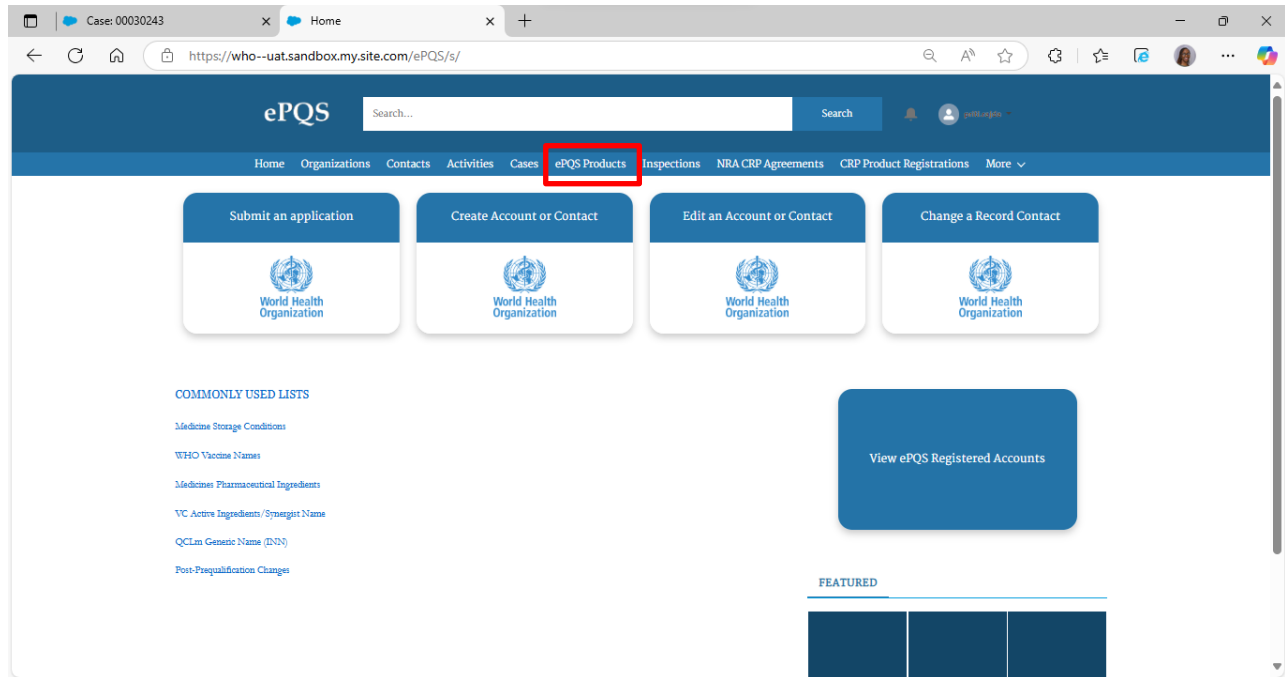 Case: 00030243
Home
https://who--uat.sandbox.my.site.com/ePQS/s/
ePQS
Search...
Search
Home Organizations Contacts Activities Cases ePQS Products Inspections NRA CRP Agreements CRP Product Registrations More
Submit an application
Create Account or Contact
Edit an Account or Contact
Change a Record Contact
World Health
Organization
World Health
Organization
World Health
Organization
World Health
Organization
COMMONLY USED LISTS
Medicine Storage Conditions
WHO Vaccine Names
Medicines Pharmaceutical Ingredients
VC Active Ingredients/Synergist Name
QCLm Generic Name (INN)
Post-Prequalification Changes
View ePQS Registered Accounts
FEATURED